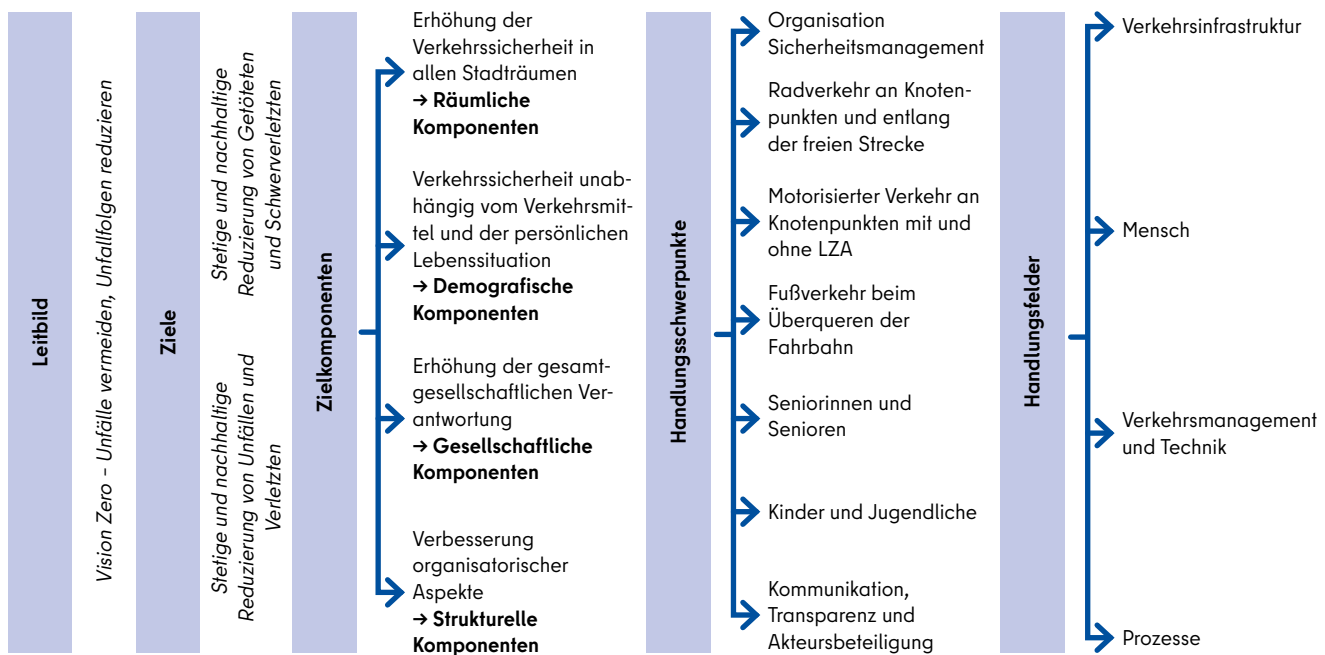 Leitbild
Vision Zero - Unfälle vermeiden, Unfallfolgen reduzieren
Ziele
Stetige und nachhaltige
Reduzierung von Getöteten
und Schwerverletzten
Stetige und nachhaltige
Reduzierung von Unfällen und
Verletzten
Zielkomponenten
Erhöhung der
Verkehrssicherheit in
allen Stadträumen
→ Räumliche
Komponenten
Verkehrssicherheit unab-
hängig vom Verkehrsmit-
tel und der persönlichen
Lebenssituation
→ Demografische
Komponenten
Erhöhung der gesamt-
gesellschaftlichen Ver-
antwortung
→ Gesellschaftliche
Komponenten
Verbesserung
organisatorischer
Aspekte
→ Strukturelle
Komponenten
Handlungsschwerpunkte
Organisation
Sicherheitsmanagement
Radverkehr an Knoten-
punkten und entlang
der freien Strecke
Motorisierter Verkehr an
Knotenpunkten mit und
ohne LZA
Fußverkehr beim
Überqueren der
Fahrbahn
Seniorinnen und
Senioren
Kinder und Jugendliche
Kommunikation,
Transparenz und
Akteursbeteiligung
Handlungsfelder
Verkehrsinfrastruktur
Mensch
Verkehrsmanagement
und Technik
Prozesse